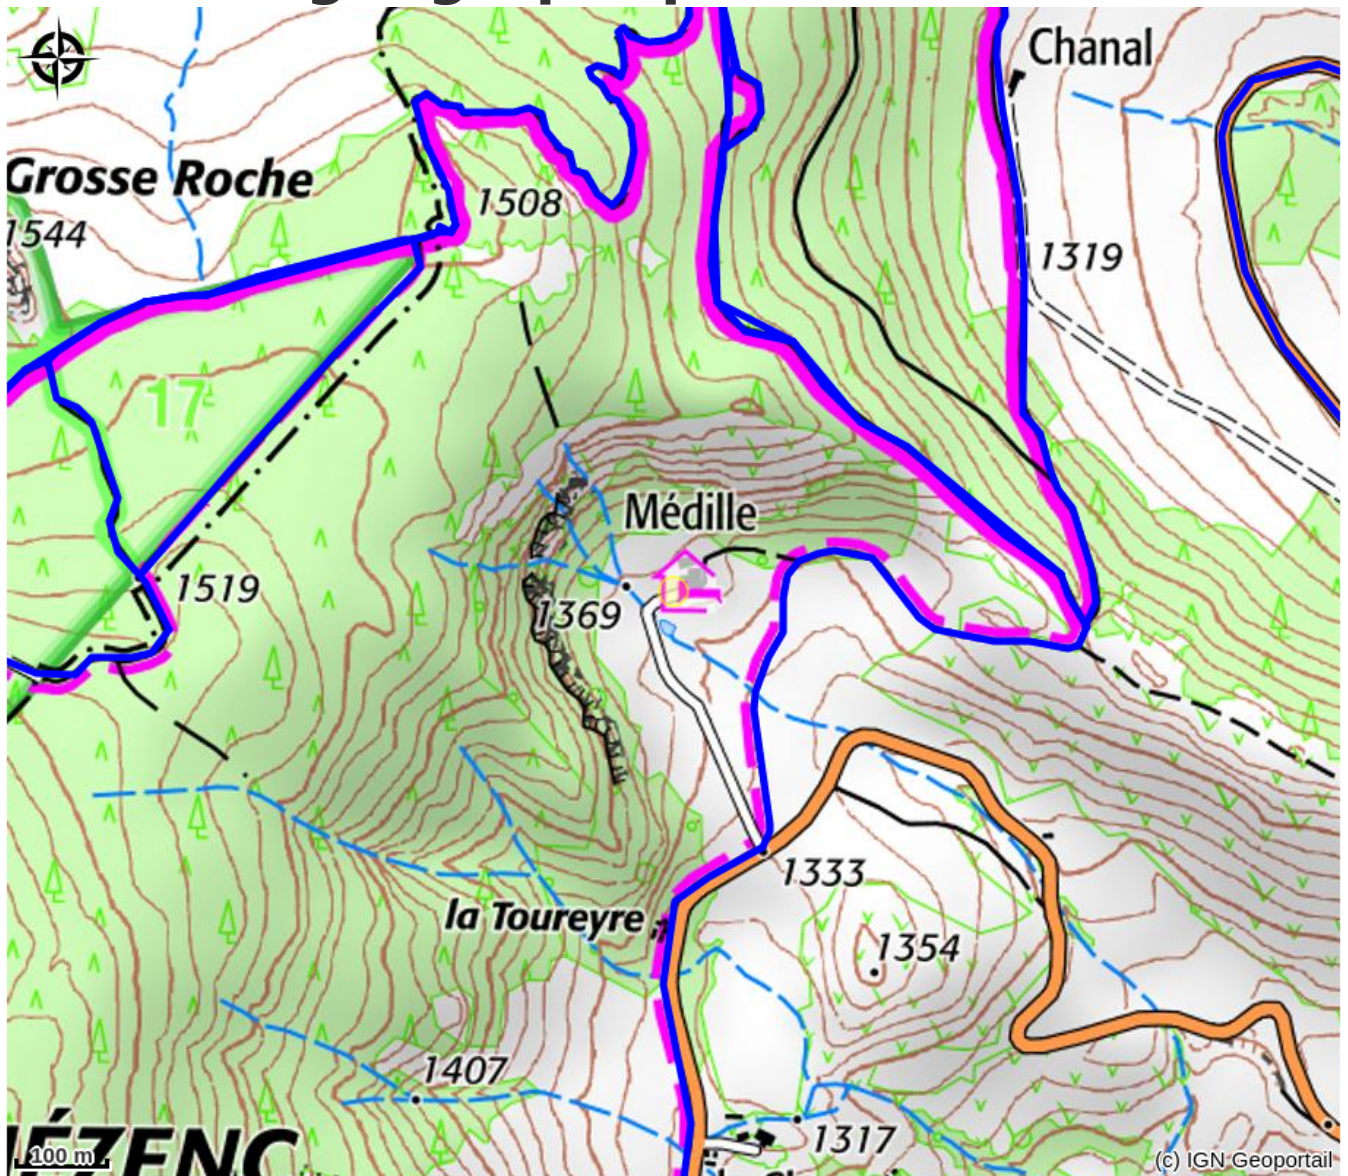 Chanal
Grosse Roche
1508
1544
1319
17
Médille
1519
1369
1333
la Toureyre
1354
1407
1317
ÉZENC
100 m
(c) IGN Geoportail